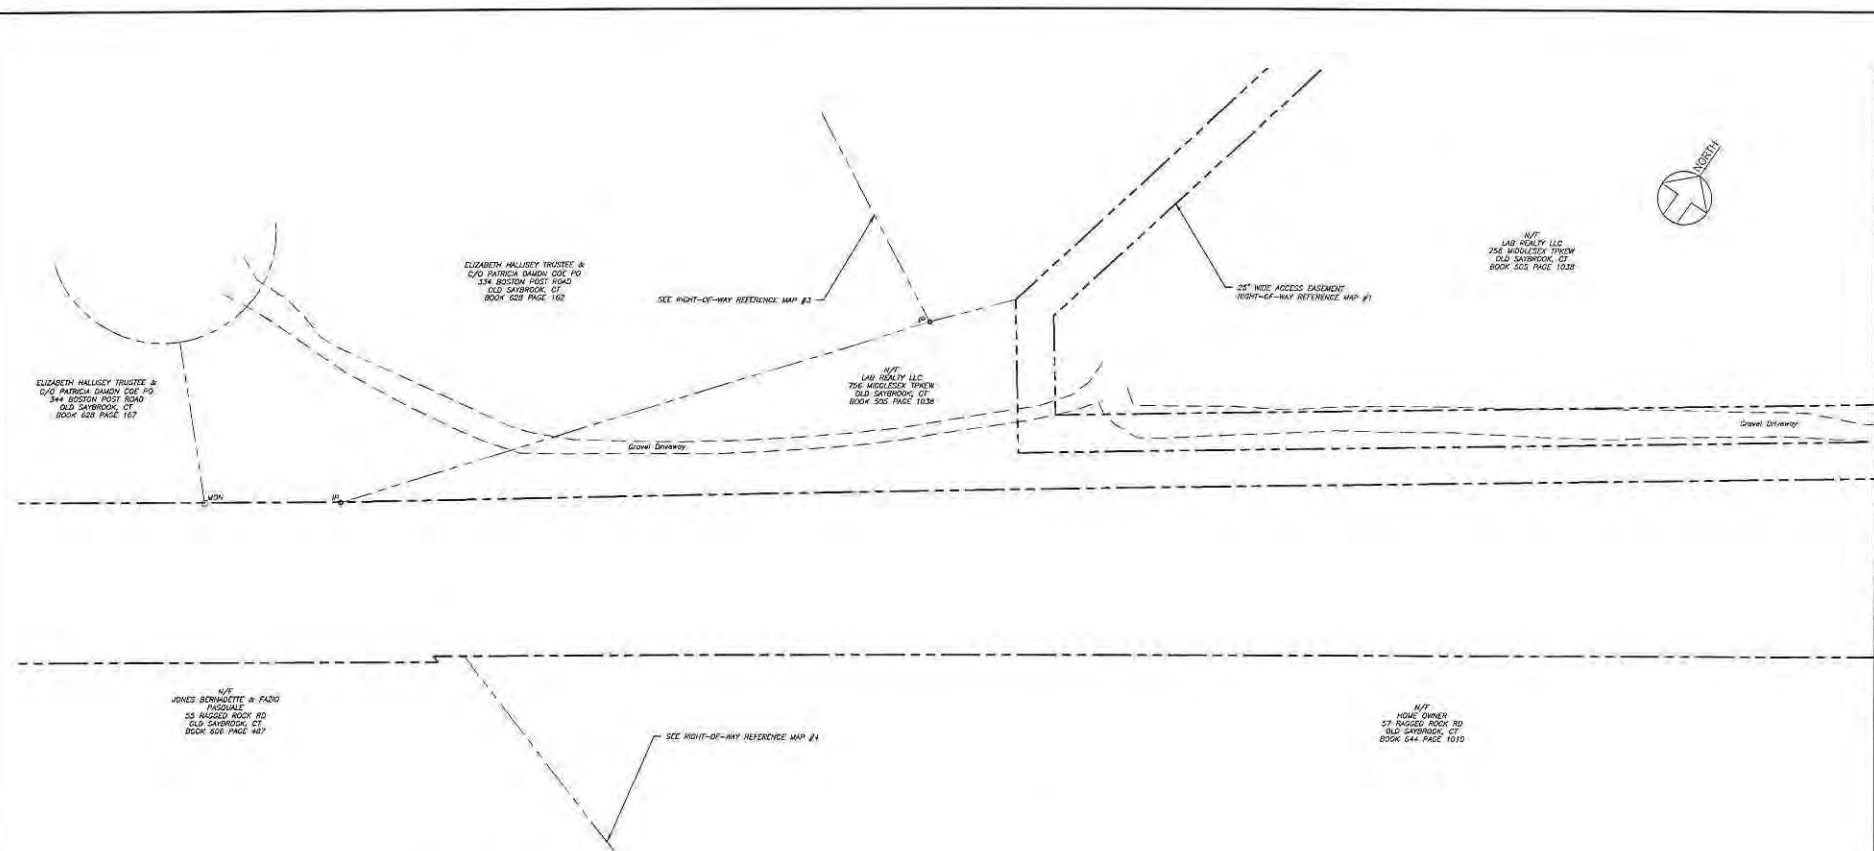 NORTH
N/F
LAB REALTY LLC
756 MIDDLESEX TPKEW
OLD SAYBROOK, CT
BOOK 505 PAGE 1038
ELIZABETH HALLISEY TRUSTEE &
C/O PATRICIA DAMON COE PO
334 BOSTON POST ROAD
OLD SAYBROOK, CT
BOOK 628 PAGE 162
SEE RIGHT-OF-WAY REFERENCE MAP #3
25' WIDE ACCESS EASEMENT
RIGHT-OF-WAY REFERENCE MAP #1
IP
ELIZABETH HALLISEY TRUSTEE &
C/O PATRICIA DAMON COE PO
344 BOSTON POST ROAD
OLD SAYBROOK, CT
BOOK 628 PAGE 167
N/F
LAB REALTY LLC
756 MIDDLESEX TPKEW
OLD SAYBROOK, CT
BOOK 505 PAGE 1038
Gravel Driveway
Gravel Driveway
MON
IP
N/F
JONES BERNADETTE & FAZIO
PASQUALE
55 RAGGED ROCK RD
OLD SAYBROOK, CT
BOOK 606 PAGE 487
SEE RIGHT-OF-WAY REFERENCE MAP #4
N/F
HOME OWNER
57 RAGGED ROCK RD
OLD SAYBROOK, CT
BOOK 644 PAGE 1010